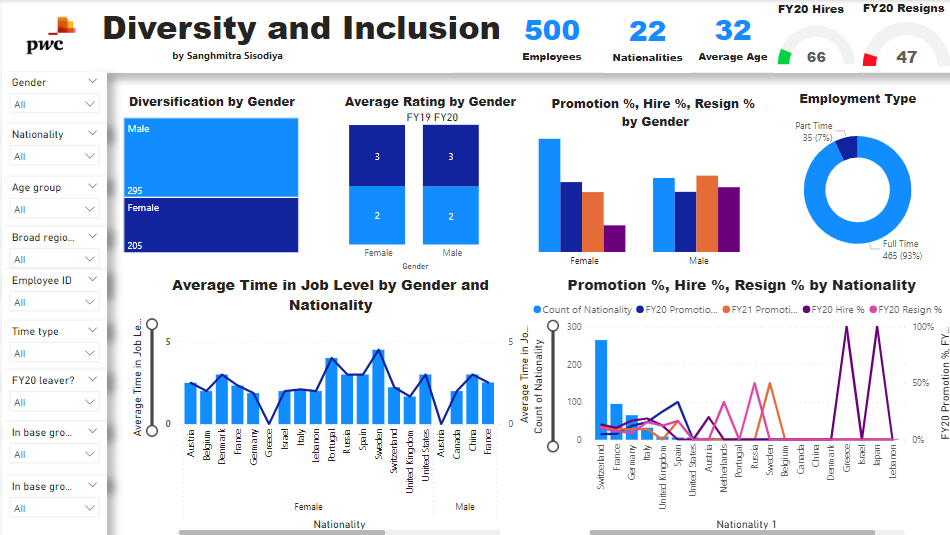 pwc
Diversity and Inclusion
by Sanghmitra Sisodiya
500
Employees
22
Nationalities
32
Average Age
FY20 Hires
66
FY20 Resigns
47
Gender
All
Nationality
All
Age group
All
Broad regio...
All
Employee ID
All
Time type
All
FY20 leaver?
All
In base gro...
All
In base gro...
All
Diversification by Gender
Male
295
Female
205
Average Rating by Gender
FY19 FY20
3
3
2
2
Female
Male
Gender
Promotion %, Hire %, Resign %
by Gender
Female
Male
Employment Type
Part Time
35 (7%)
Full Time
465 (93%)
Average Time in Job Level by Gender and
Nationality
Average Time in Job Le...
5
0
Austria
Belgium
Denmark
France
Germany
Greece
Israel
Italy
Lebanon
Portugal
Russia
Spain
Sweden
Switzerland
United Kingdom
United States
Austria
Canada
China
France
Female
Male
Nationality
5
0
Average Time in Jo...
Promotion %, Hire %, Resign % by Nationality
Count of Nationality
FY20 Promotio...
FY21 Promoti...
FY20 Hire %
FY20 Resign %
Count of Nationality
300
200
100
0
Switzerland
France
Germany
Italy
United Kingdom
Spain
United States
Austria
Netherlands
Portugal
Russia
Sweden
Belgium
Canada
China
Denmark
Greece
Israel
Japan
Lebanon
Nationality 1
100%
50%
0%
FY20 Promotion %, FY...